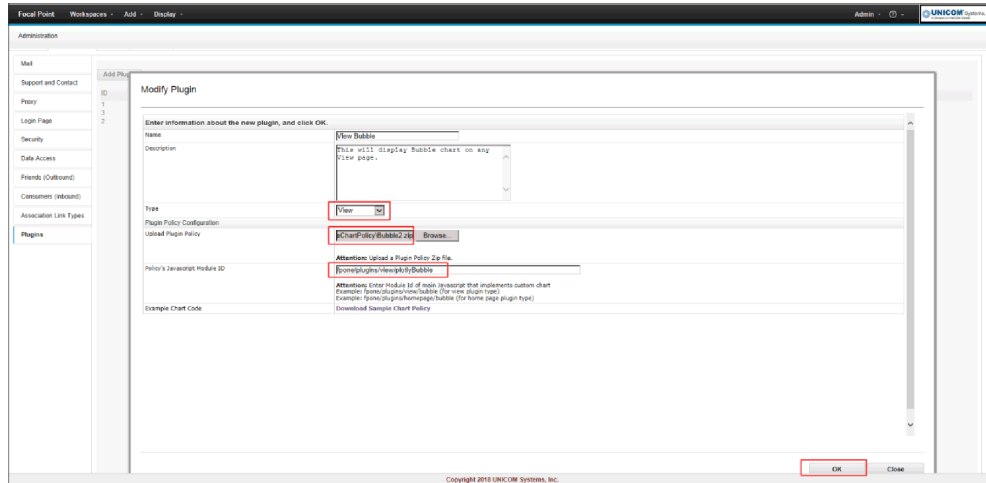 Focal Point Workspaces Add Display Admin UNICOM Systems,
Administration
Mail
Support and Contact
Proxy
Login Page
Security
Data Access
Friends (Outbound)
Consumers (Inbound)
Association Link Types
Plugins
Add Plug
ID
1
3
2
Modify Plugin
Enter information about the new plugin, and click OK.
Name View Bubble
Description This will display Bubble chart on any
View page.
Type View
Plugin Policy Configuration
Upload Plugin Policy eChartPolicy\Bubble2.zip Browse...
Attention: Upload a Plugin Policy Zip file.
Policy's Javascript Module ID fpone/plugins/view/plotlyBubble
Attention: Enter Module Id of main Javascript that implements custom chart
Example: fpone/plugins/view/bubble (for view plugin type)
Example: fpone/plugins/homepage/bubble (for home page plugin type)
Example Chart Code Download Sample Chart Policy
OK Close
Copyright 2018 UNICOM Systems, Inc.